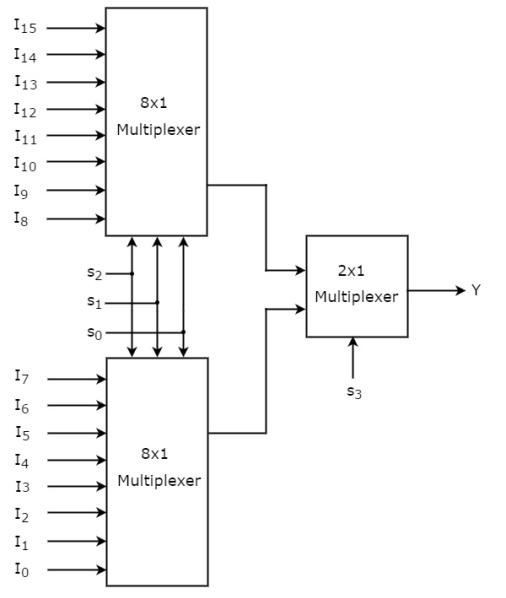 I15
I14
I13
I12
I11
I10
I9
I8
8x1
Multiplexer
s2
s1
s0
2x1
Multiplexer
Y
s3
I7
I6
I5
I4
I3
I2
I1
I0
8x1
Multiplexer